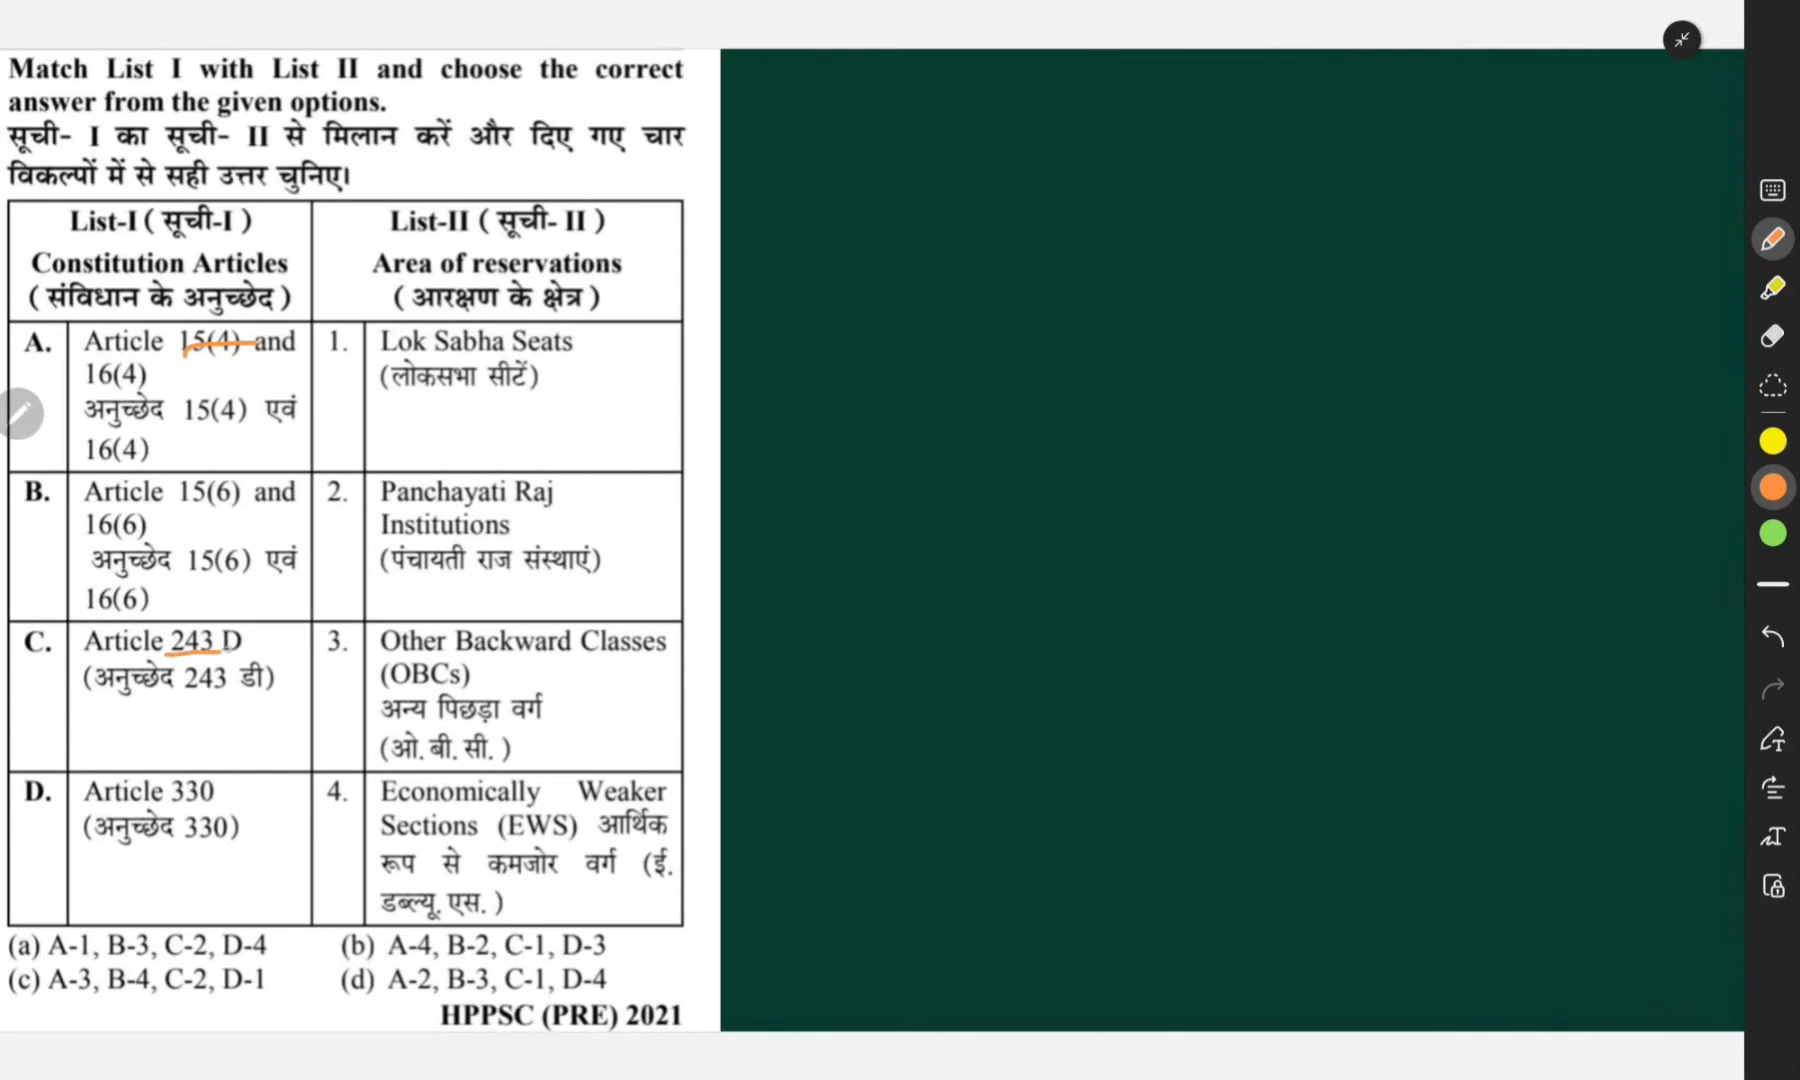 Match List I with List II and choose the correct
answer from the given options.
सूची- I का सूची- II से मिलान करें और दिए गए चार
विकल्पों में से सही उत्तर चुनिए।
List-I ( सूची-I )
Constitution Articles
( संविधान के अनुच्छेद )
List-II ( सूची- II )
Area of reservations
( आरक्षण के क्षेत्र )
A.
Article 15(4) and
16(4)
अनुच्छेद 15(4) एवं
16(4)
1.
Lok Sabha Seats
(लोकसभा सीटें)
B.
Article 15(6) and
16(6)
अनुच्छेद 15(6) एवं
16(6)
2.
Panchayati Raj
Institutions
(पंचायती राज संस्थाएं)
C.
Article 243 D
(अनुच्छेद 243 डी)
3.
Other Backward Classes
(OBCs)
अन्य पिछड़ा वर्ग
(ओ. बी. सी. )
D.
Article 330
(अनुच्छेद 330)
4.
Economically Weaker
Sections (EWS) आर्थिक
रूप से कमजोर वर्ग (ई.
डब्ल्यू. एस. )
(a) A-1, B-3, C-2, D-4
(b) A-4, B-2, C-1, D-3
(c) A-3, B-4, C-2, D-1
(d) A-2, B-3, C-1, D-4
HPPSC (PRE) 2021